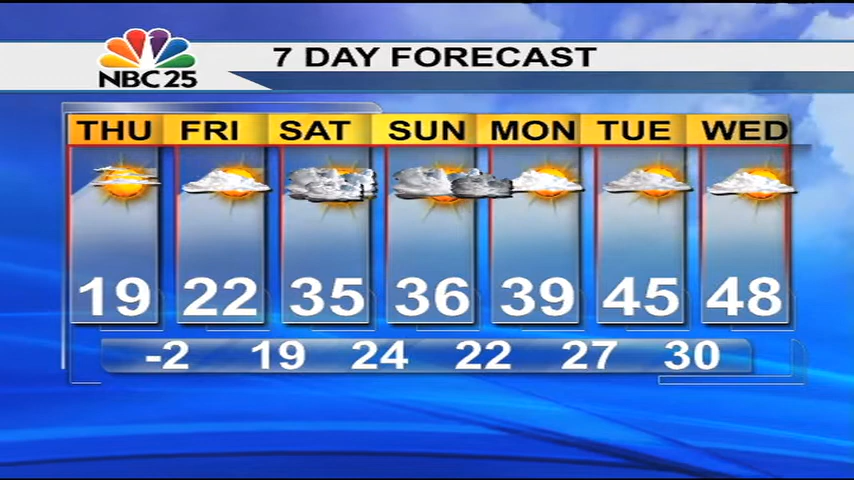 NBC25
7 DAY FORECAST
THU FRI SAT SUN MON TUE WED
19 22 35 36 39 45 48
-2 19 24 22 27 30